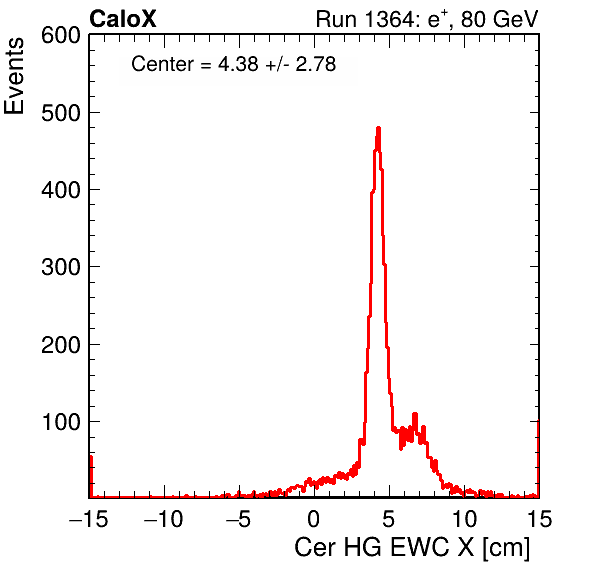 CaloX Run 1364: e⁺, 80 GeV
Center = 4.38 +/- 2.78
Events
600
500
400
300
200
100
−15 −10 −5 0 5 10 15
Cer HG EWC X [cm]